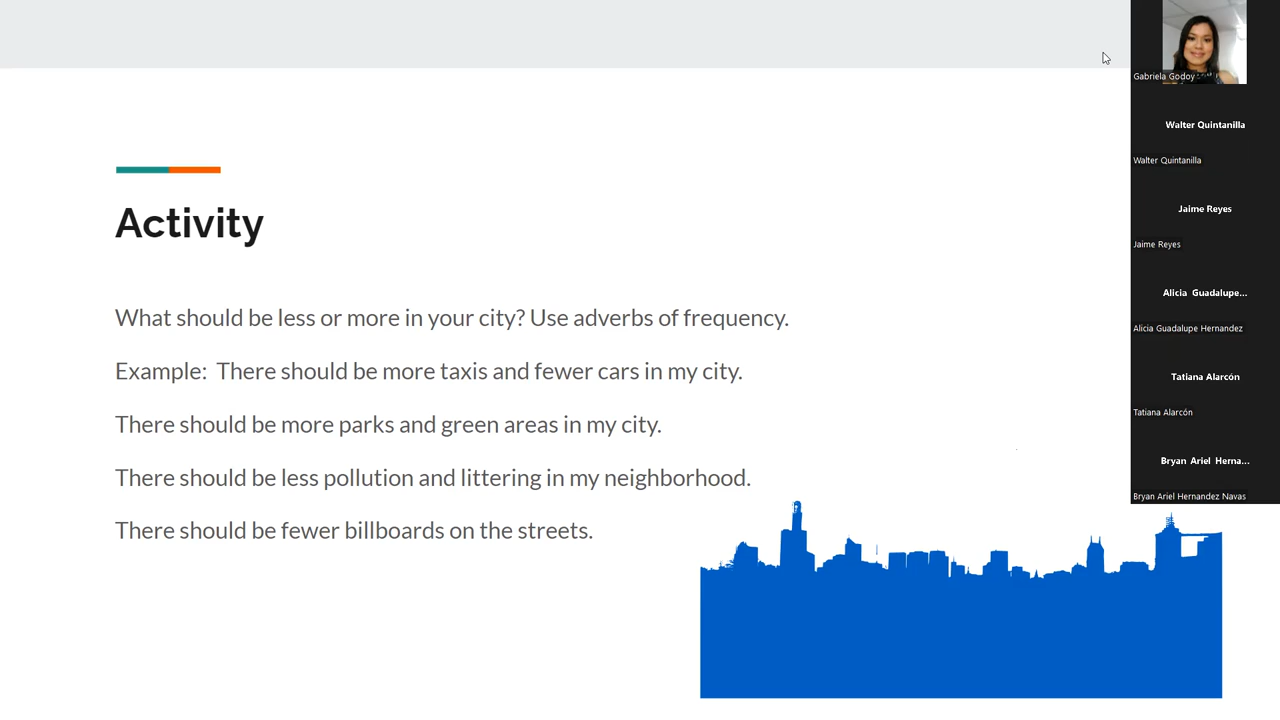 Activity
What should be less or more in your city? Use adverbs of frequency.
Example:  There should be more taxis and fewer cars in my city.
There should be more parks and green areas in my city.
There should be less pollution and littering in my neighborhood.
There should be fewer billboards on the streets.
Gabriela Godoy
Walter Quintanilla
Walter Quintanilla
Jaime Reyes
Jaime Reyes
Alicia Guadalupe...
Alicia Guadalupe Hernandez
Tatiana Alarcón
Tatiana Alarcón
Bryan Ariel Herna...
Bryan Ariel Hernandez Navas